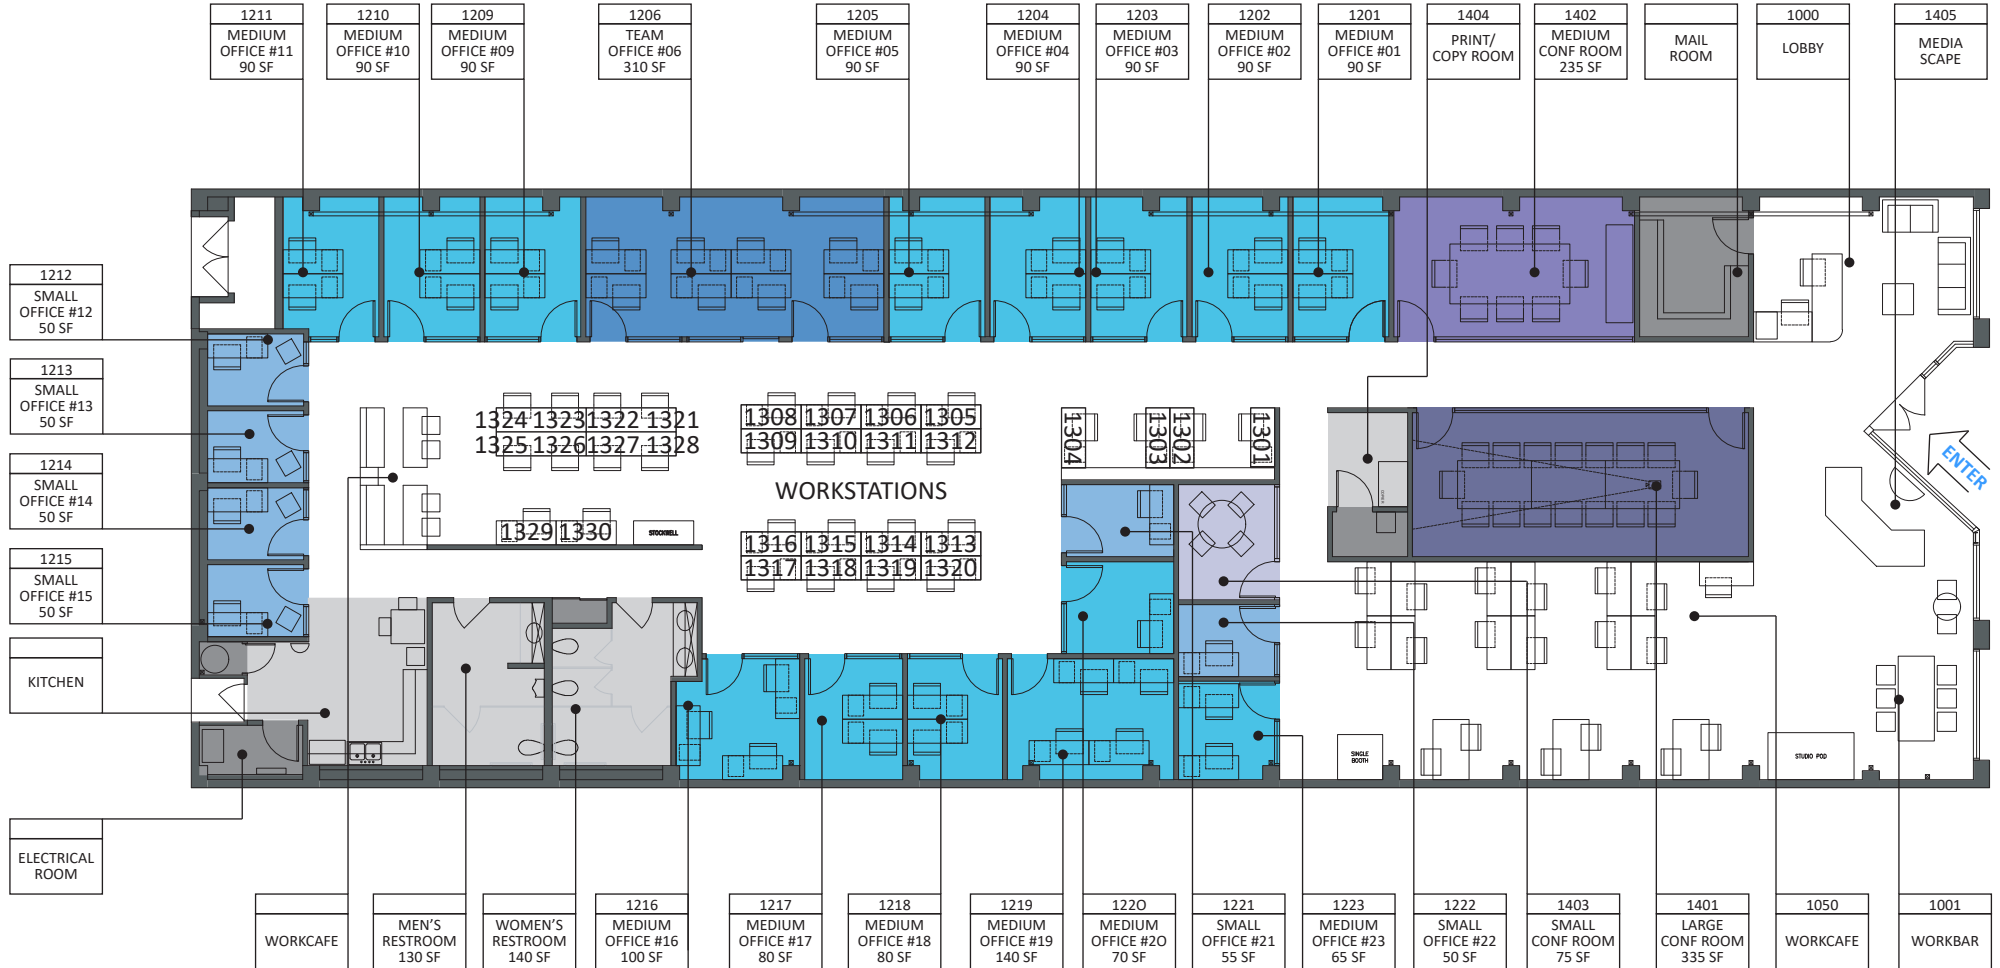 1211
MEDIUM
OFFICE #11
90 SF
1210
MEDIUM
OFFICE #10
90 SF
1209
MEDIUM
OFFICE #09
90 SF
1206
TEAM
OFFICE #06
310 SF
1205
MEDIUM
OFFICE #05
90 SF
1204
MEDIUM
OFFICE #04
90 SF
1203
MEDIUM
OFFICE #03
90 SF
1202
MEDIUM
OFFICE #02
90 SF
1201
MEDIUM
OFFICE #01
90 SF
1404
PRINT/
COPY ROOM
1402
MEDIUM
CONF ROOM
235 SF
MAIL
ROOM
1000
LOBBY
1405
MEDIA
SCAPE
1212
SMALL
OFFICE #12
50 SF
1213
SMALL
OFFICE #13
50 SF
1214
SMALL
OFFICE #14
50 SF
1215
SMALL
OFFICE #15
50 SF
KITCHEN
ELECTRICAL
ROOM
1324 1323 1322 1321
1325 1326 1327 1328
1308 1307 1306 1305
1309 1310 1311 1312
1304
1303
1302
1301
WORKSTATIONS
1329 1330
STOCKWELL
1316 1315 1314 1313
1317 1318 1319 1320
ENTER
SINGLE
BOOTH
STUDIO POD
WORKCAFE
MEN'S
RESTROOM
130 SF
WOMEN'S
RESTROOM
140 SF
1216
MEDIUM
OFFICE #16
100 SF
1217
MEDIUM
OFFICE #17
80 SF
1218
MEDIUM
OFFICE #18
80 SF
1219
MEDIUM
OFFICE #19
140 SF
1220
MEDIUM
OFFICE #20
70 SF
1221
SMALL
OFFICE #21
55 SF
1223
MEDIUM
OFFICE #23
65 SF
1222
SMALL
OFFICE #22
50 SF
1403
SMALL
CONF ROOM
75 SF
1401
LARGE
CONF ROOM
335 SF
1050
WORKCAFE
1001
WORKBAR